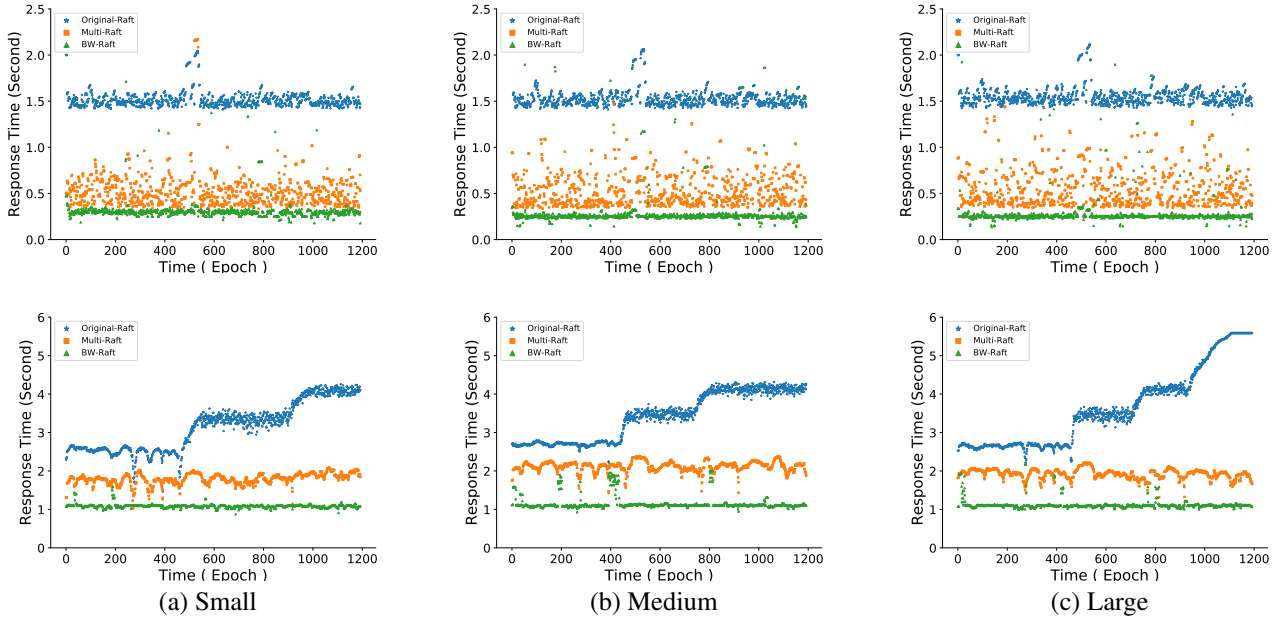 2.5
2.0
1.5
1.0
0.5
0.0
Response Time (Second)
Original-Raft
Multi-Raft
BW-Raft
0 200 400 600 800 1000 1200
Time ( Epoch )
2.5
2.0
1.5
1.0
0.5
0.0
Response Time (Second)
Original-Raft
Multi-Raft
BW-Raft
0 200 400 600 800 1000 1200
Time ( Epoch )
2.5
2.0
1.5
1.0
0.5
0.0
Response Time (Second)
Original-Raft
Multi-Raft
BW-Raft
0 200 400 600 800 1000 1200
Time ( Epoch )
6
5
4
3
2
1
0
Response Time (Second)
Original-Raft
Multi-Raft
BW-Raft
0 200 400 600 800 1000 1200
Time ( Epoch )
(a) Small
6
5
4
3
2
1
0
Response Time (Second)
Original-Raft
Multi-Raft
BW-Raft
0 200 400 600 800 1000 1200
Time ( Epoch )
(b) Medium
6
5
4
3
2
1
0
Response Time (Second)
Original-Raft
Multi-Raft
BW-Raft
0 200 400 600 800 1000 1200
Time ( Epoch )
(c) Large